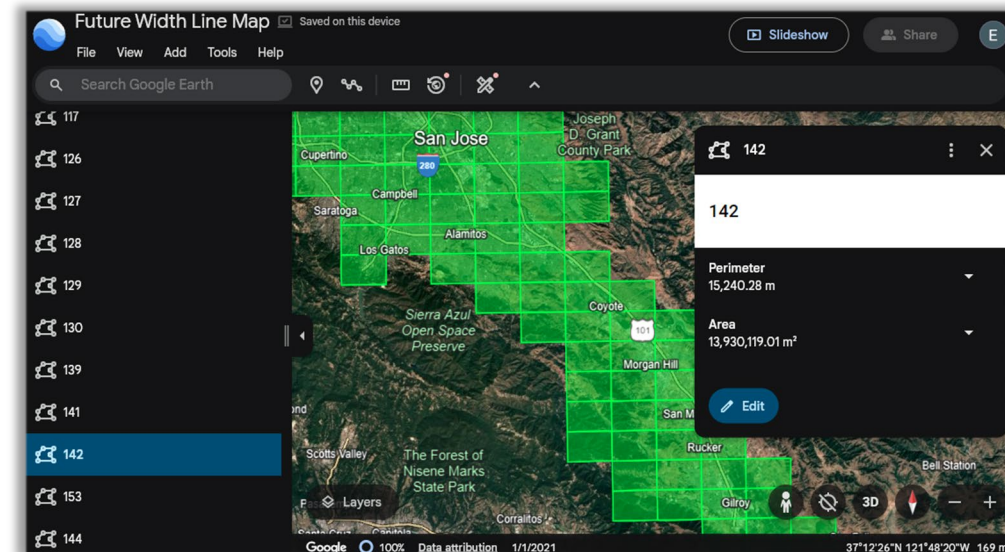 Future Width Line Map Saved on this device
File View Add Tools Help
Slideshow
Share
E
Search Google Earth
117
126
127
128
129
130
139
141
142
153
144
San Jose
Joseph
D. Grant
County Park
Cupertino
280
Campbell
Saratoga
Alamitos
Los Gatos
Coyote
Sierra Azul
Open Space
Preserve
101
Morgan Hill
San M
Rucker
Scotts Valley
The Forest of
Nisene Marks
State Park
Bell Station
Gilroy
Corralitos
Santa Cruz Capitola
Layers
142
142
Perimeter
15,240.28 m
Area
13,930,119.01 m²
Edit
3D
Google 100% Data attribution 1/1/2021 37°12'26"N 121°48'20"W 169 m